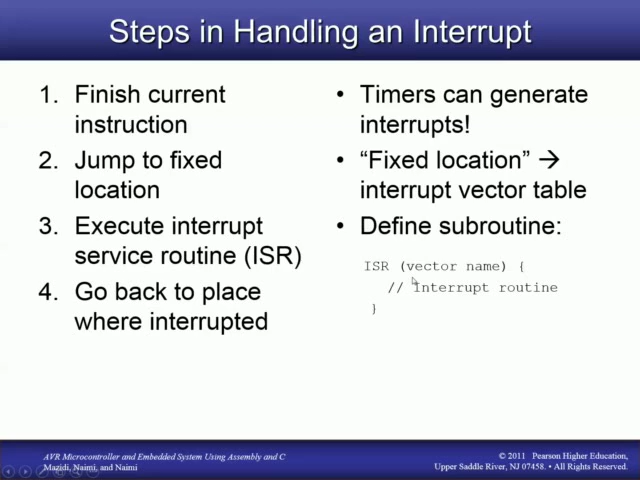 Steps in Handling an Interrupt
1. Finish current
instruction
2. Jump to fixed
location
3. Execute interrupt
service routine (ISR)
4. Go back to place
where interrupted
• Timers can generate
interrupts!
• “Fixed location” →
interrupt vector table
• Define subroutine:
ISR (vector name) {
// Interrupt routine
}
AVR Microcontroller and Embedded System Using Assembly and C
Mazidi, Naimi, and Naimi
© 2011 Pearson Higher Education,
Upper Saddle River, NJ 07458. • All Rights Reserved.